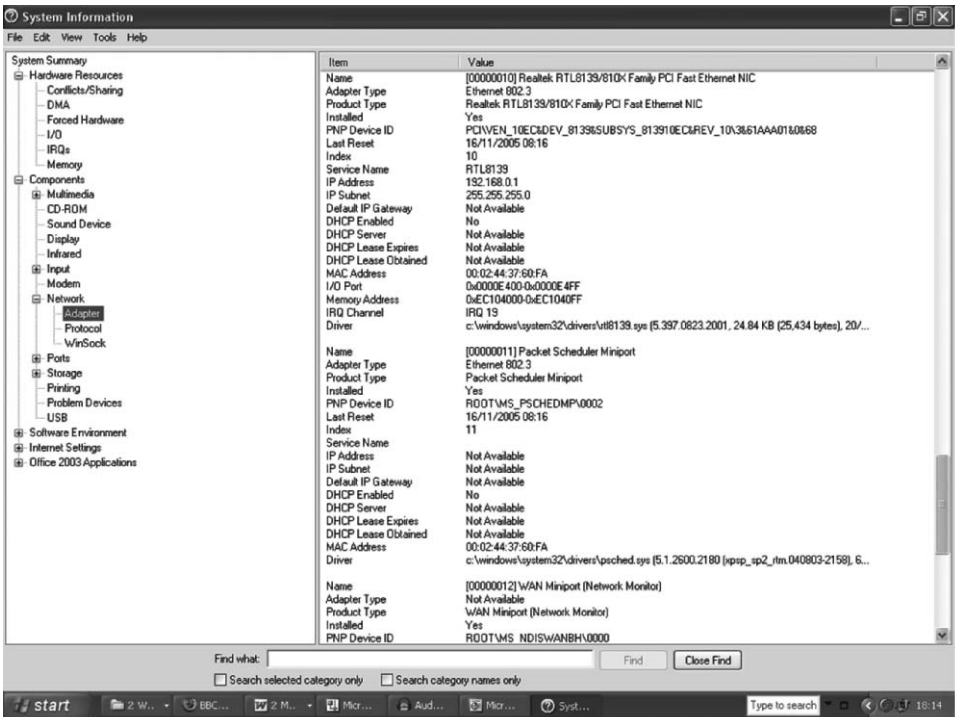 System Information
File Edit View Tools Help
System Summary
Hardware Resources
Conflicts/Sharing
DMA
Forced Hardware
I/O
IRQs
Memory
Components
Multimedia
CD-ROM
Sound Device
Display
Infrared
Input
Modem
Network
Adapter
Protocol
WinSock
Ports
Storage
Printing
Problem Devices
USB
Software Environment
Internet Settings
Office 2003 Applications
Item Value
Name [00000010] Realtek RTL8139/810X Family PCI Fast Ethernet NIC
Adapter Type Ethernet 802.3
Product Type Realtek RTL8139/810X Family PCI Fast Ethernet NIC
Installed Yes
PNP Device ID PCI\VEN_10EC&DEV_8139&SUBSYS_813910EC&REV_10\3&61AAA01&0&68
Last Reset 16/11/2005 08:16
Index 10
Service Name RTL8139
IP Address 192.168.0.1
IP Subnet 255.255.255.0
Default IP Gateway Not Available
DHCP Enabled No
DHCP Server Not Available
DHCP Lease Expires Not Available
DHCP Lease Obtained Not Available
MAC Address 00:02:44:37:60:FA
I/O Port 0x0000E400-0x0000E4FF
Memory Address 0xEC104000-0xEC1040FF
IRQ Channel IRQ 19
Driver c:\windows\system32\drivers\rtl8139.sys (5.397.0823.2001, 24.84 KB (25,434 bytes), 20/...
Name [00000011] Packet Scheduler Miniport
Adapter Type Ethernet 802.3
Product Type Packet Scheduler Miniport
Installed Yes
PNP Device ID ROOT\MS_PSCHEDMP\0002
Last Reset 16/11/2005 08:16
Index 11
Service Name
IP Address Not Available
IP Subnet Not Available
Default IP Gateway Not Available
DHCP Enabled No
DHCP Server Not Available
DHCP Lease Expires Not Available
DHCP Lease Obtained Not Available
MAC Address 00:02:44:37:60:FA
Driver c:\windows\system32\drivers\psched.sys (5.1.2600.2180 (xpsp_sp2_rtm.040803-2158), 6...
Name [00000012] WAN Miniport (Network Monitor)
Adapter Type Not Available
Product Type WAN Miniport (Network Monitor)
Installed Yes
PNP Device ID ROOT\MS_NDISWANBH\0000
Find what: Find Close Find
Search selected category only Search category names only
start 2 W... BBC... 2 M... Micr... Aud... Micr... Syst... Type to search 18:14